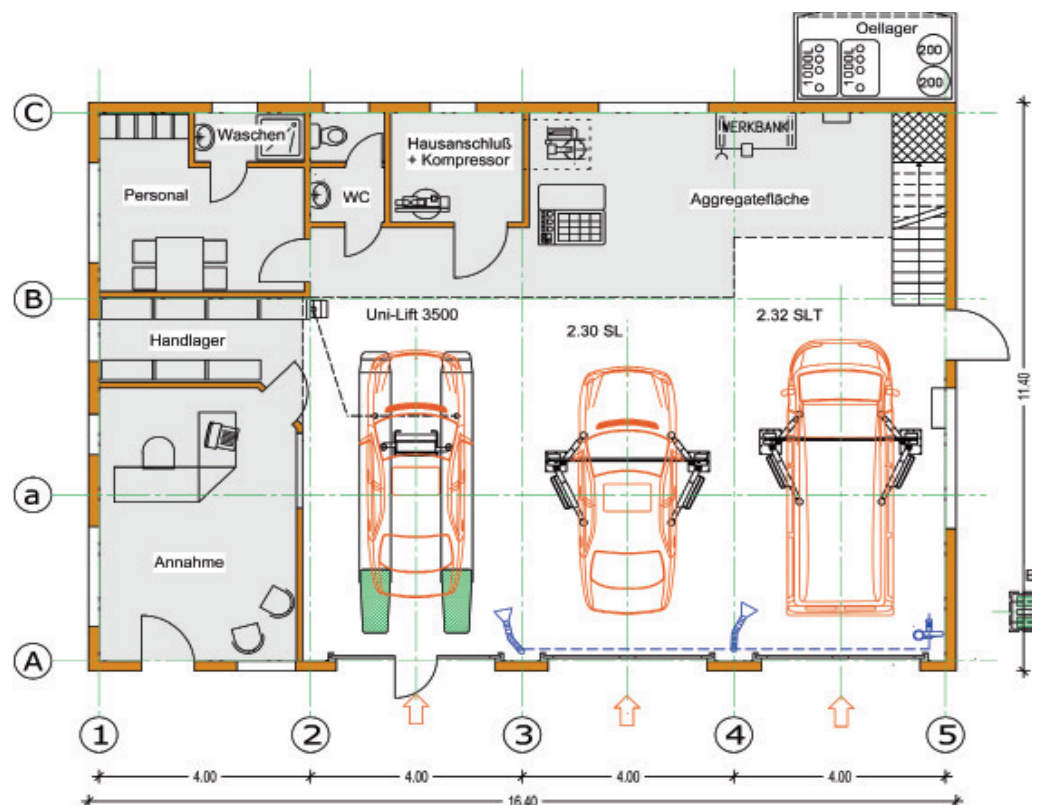 Oellager
1000L
1000L
200
200
C
Waschen
Hausanschluß
+ Kompressor
WERKBANK
Personal
WC
Aggregatefläche
B
Uni-Lift 3500
2.30 SL
2.32 SLT
Handlager
11.40
a
Annahme
E
A
1
2
3
4
5
4.00
4.00
4.00
4.00
16.40